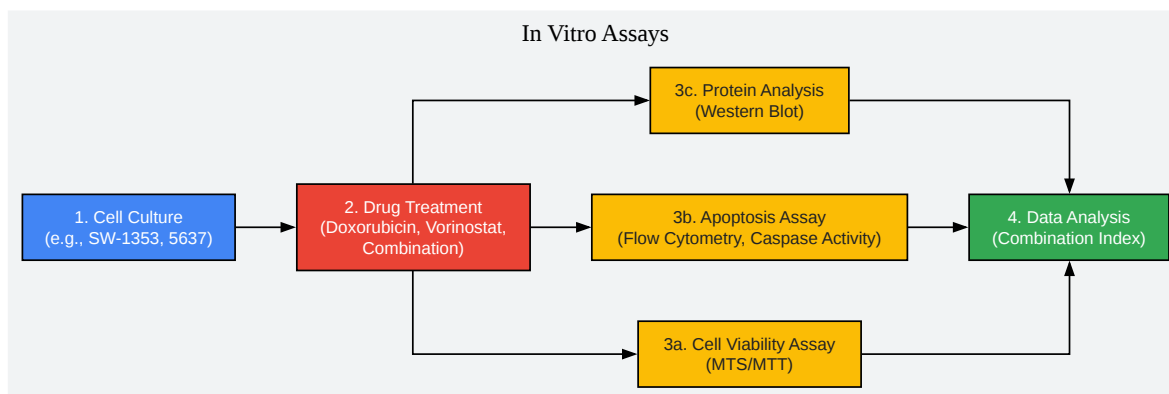 In Vitro Assays
3c. Protein Analysis
(Western Blot)
1. Cell Culture
(e.g., SW-1353, 5637)
2. Drug Treatment
(Doxorubicin, Vorinostat,
Combination)
3b. Apoptosis Assay
(Flow Cytometry, Caspase Activity)
4. Data Analysis
(Combination Index)
3a. Cell Viability Assay
(MTS/MTT)